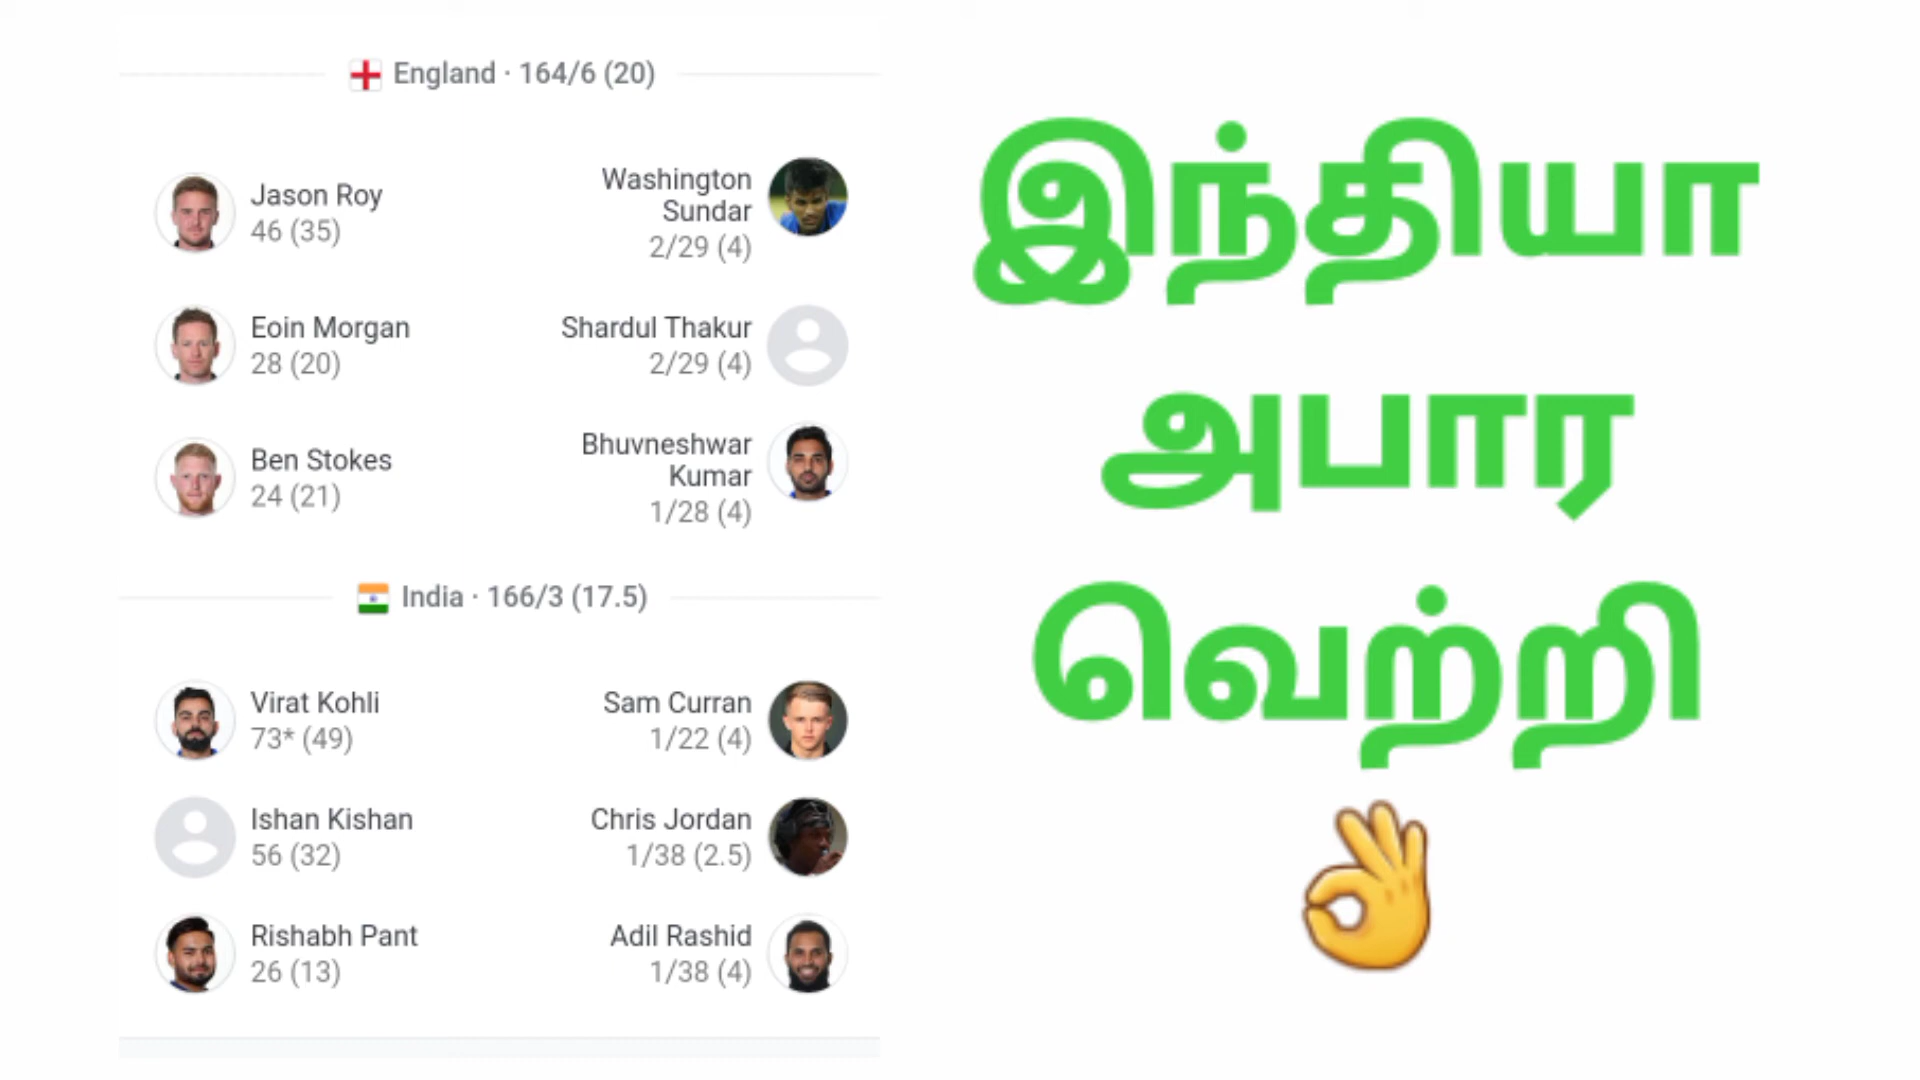 England · 164/6 (20)
Jason Roy
46 (35)
Washington
Sundar
2/29 (4)
Eoin Morgan
28 (20)
Shardul Thakur
2/29 (4)
Ben Stokes
24 (21)
Bhuvneshwar
Kumar
1/28 (4)
India · 166/3 (17.5)
Virat Kohli
73* (49)
Sam Curran
1/22 (4)
Ishan Kishan
56 (32)
Chris Jordan
1/38 (2.5)
Rishabh Pant
26 (13)
Adil Rashid
1/38 (4)
இந்தியா
அபார
வெற்றி
👌